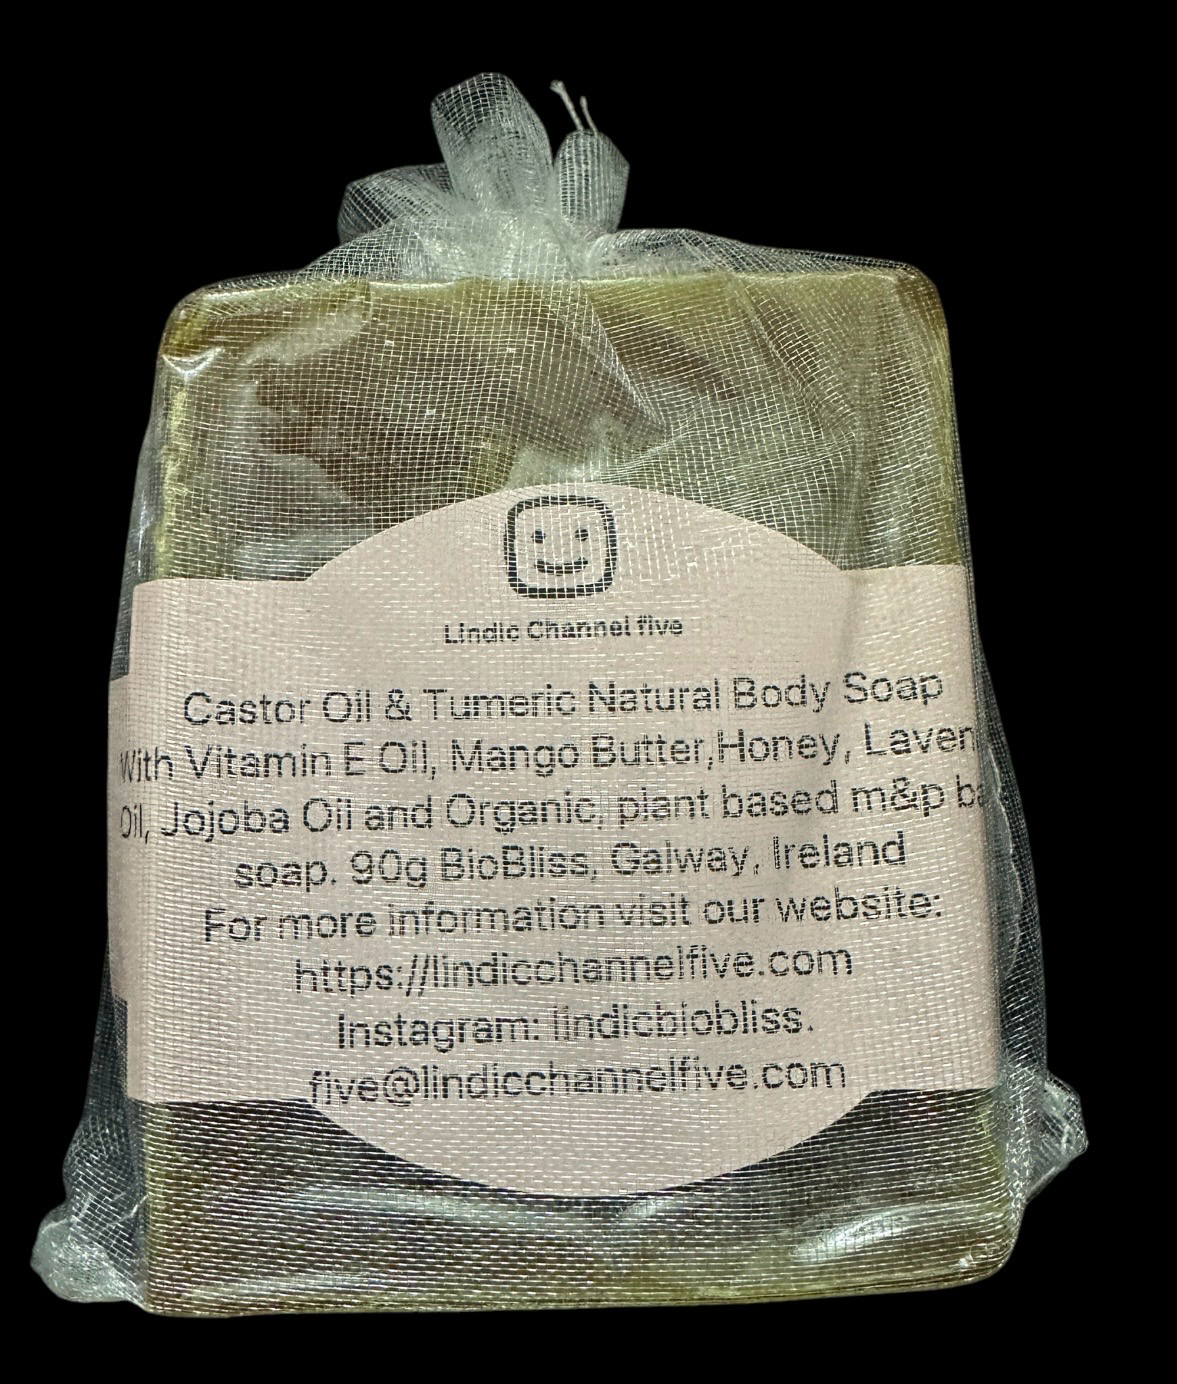 Lindic Channel five
Castor Oil & Tumeric Natural Body Soap
With Vitamin E Oil, Mango Butter,Honey, Laven
Oil, Jojoba Oil and Organic, plant based m&p ba
soap. 90g BioBliss, Galway, Ireland
For more information visit our website:
https://lindicchannelfive.com
Instagram: lindicbiobliss.
five@lindicchannelfive.com